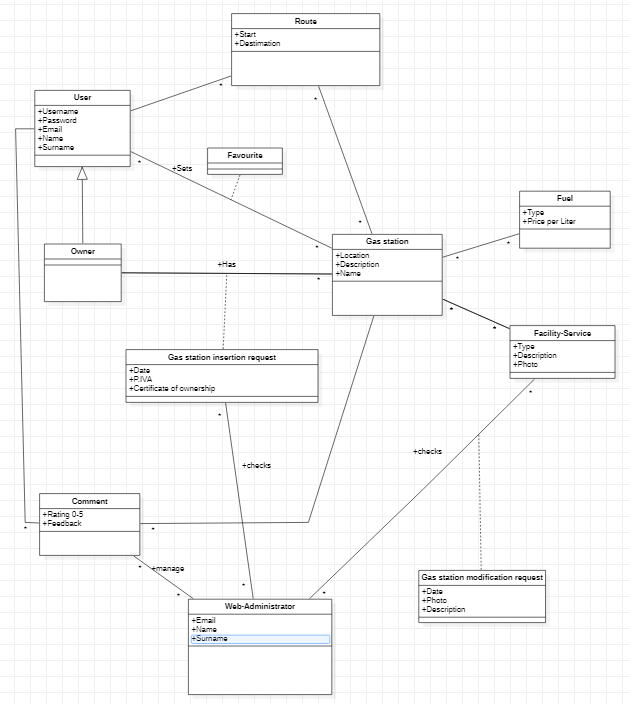 Route
+Start
+Destination
User
+Username
+Password
+Email
+Name
+Surname
*
*
*
+Sets
Favourite
Fuel
+Type
+Price per Liter
*
*
*
Gas station
+Location
+Description
+Name
*
*
Owner
+Has
*
*
*
Facility-Service
+Type
+Description
+Photo
Gas station insertion request
+Date
+P.IVA
+Certificate of ownership
*
*
+checks
+checks
Comment
+Rating 0-5
+Feedback
*
*
*
+manage
*
*
*
Gas station modification request
+Date
+Photo
+Description
Web-Administrator
+Email
+Name
+Surname